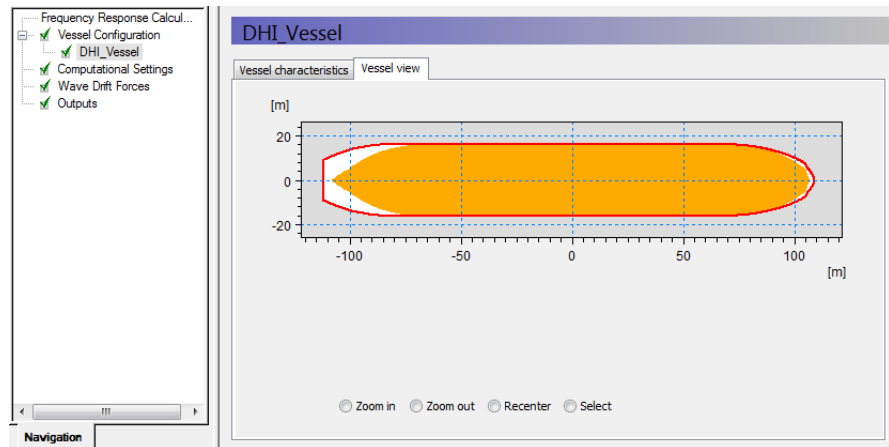 Frequency Response Calcul...
Vessel Configuration
DHI_Vessel
Computational Settings
Wave Drift Forces
Outputs
Navigation
DHI_Vessel
Vessel characteristics Vessel view
[m]
20
0
-20
-100 -50 0 50 100
[m]
Zoom in Zoom out Recenter Select